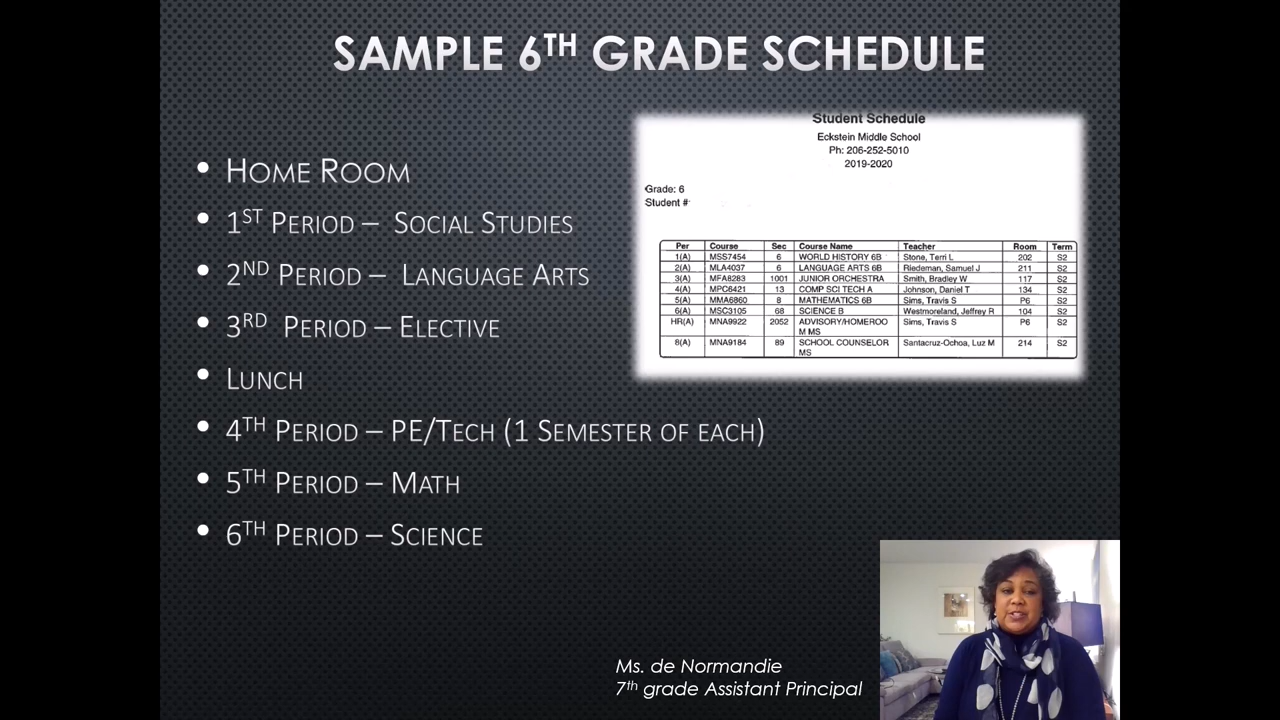 SAMPLE 6TH GRADE SCHEDULE
• HOME ROOM
• 1ST PERIOD – SOCIAL STUDIES
• 2ND PERIOD – LANGUAGE ARTS
• 3RD PERIOD – ELECTIVE
• LUNCH
• 4TH PERIOD – PE/TECH (1 SEMESTER OF EACH)
• 5TH PERIOD – MATH
• 6TH PERIOD – SCIENCE
Student Schedule
Eckstein Middle School
Ph: 206-252-5010
2019-2020
Grade: 6
Student #
Per Course Sec Course Name Teacher Room Term
1(A) MSS7454 6 WORLD HISTORY 6B Stone, Terri L 202 S2
2(A) MLA4037 6 LANGUAGE ARTS 6B Riedeman, Samuel J 211 S2
3(A) MFA8283 1001 JUNIOR ORCHESTRA Smith, Bradley W 117 S2
4(A) MPC6421 13 COMP SCI TECH A Johnson, Daniel T 134 S2
5(A) MMA6860 8 MATHEMATICS 6B Sims, Travis S P6 S2
6(A) MSC3105 68 SCIENCE B Westmoreland, Jeffrey R 104 S2
HR(A) MNA9922 2052 ADVISORY/HOMEROO Sims, Travis S P6 S2
M MS
8(A) MNA9184 89 SCHOOL COUNSELOR Santacruz-Ochoa, Luz M 214 S2
MS
Ms. de Normandie
7th grade Assistant Principal